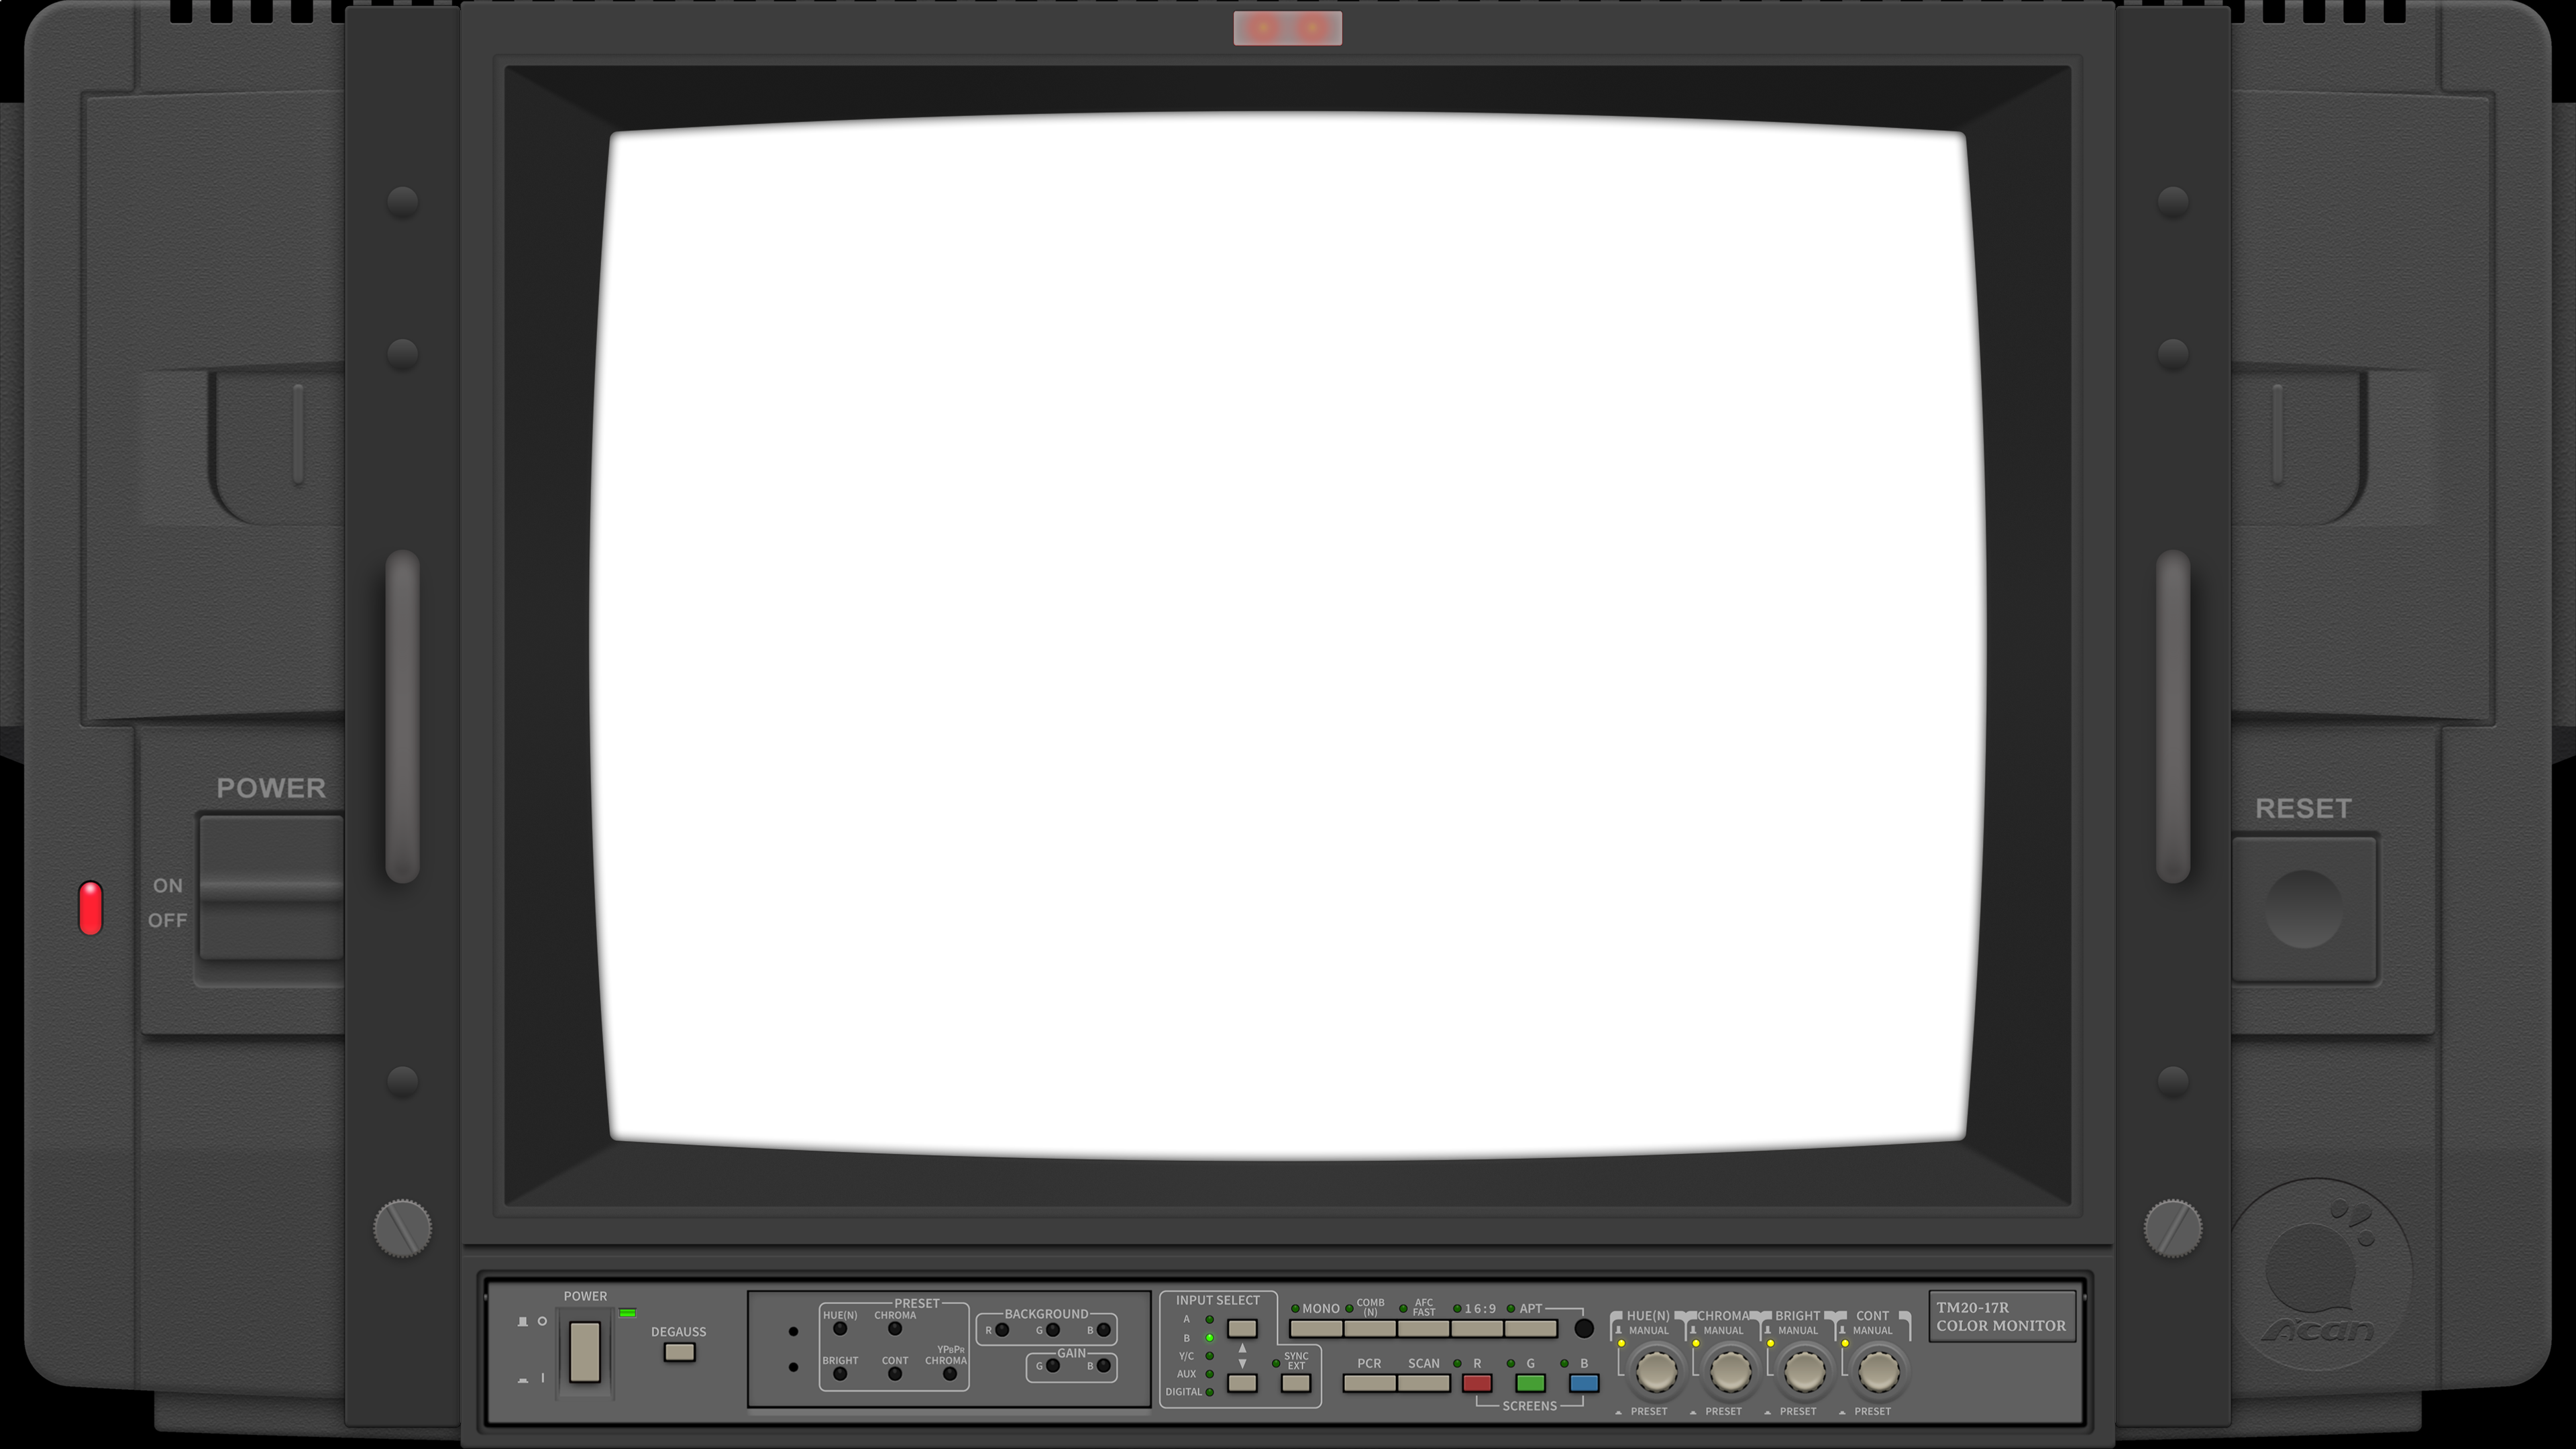 POWER
ON
OFF
RESET
A'can
POWER
O
I
DEGAUSS
PRESET
HUE(N) CHROMA
BRIGHT CONT YPBPR CHROMA
BACKGROUND
R G B
GAIN
G B
INPUT SELECT
A
B
Y/C
AUX
DIGITAL
SYNC EXT
MONO COMB (N) AFC FAST 16:9 APT
PCR SCAN R G B
SCREENS
HUE(N) CHROMA BRIGHT CONT
MANUAL MANUAL MANUAL MANUAL
PRESET PRESET PRESET PRESET
TM20-17R
COLOR MONITOR